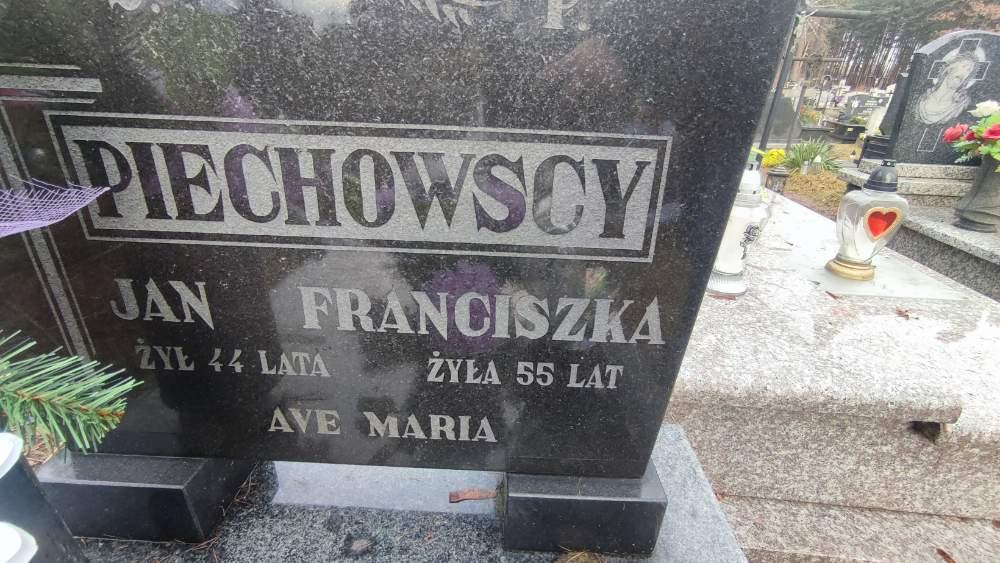 P.
PIECHOWSCY
JAN FRANCISZKA
ŻYŁ 44 LATA ŻYŁA 55 LAT
AVE MARIA